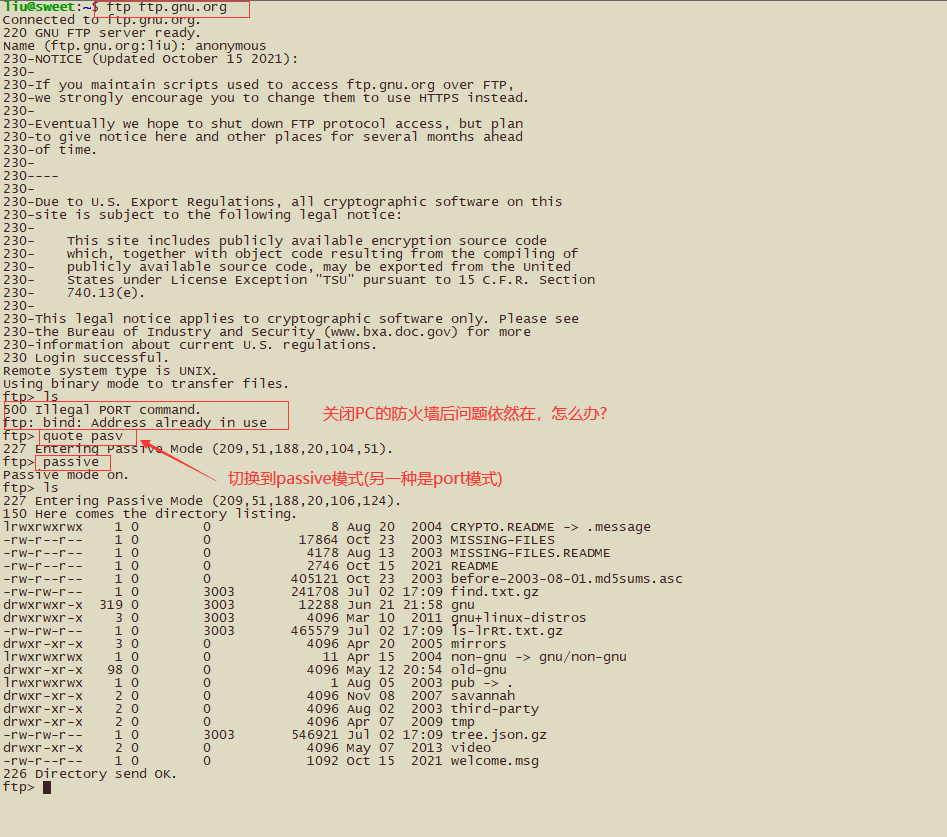 liu@sweet:~$ ftp ftp.gnu.org
Connected to ftp.gnu.org.
220 GNU FTP server ready.
Name (ftp.gnu.org:liu): anonymous
230-NOTICE (Updated October 15 2021):
230-
230-If you maintain scripts used to access ftp.gnu.org over FTP,
230-we strongly encourage you to change them to use HTTPS instead.
230-
230-Eventually we hope to shut down FTP protocol access, but plan
230-to give notice here and other places for several months ahead
230-of time.
230-
230----
230-
230-Due to U.S. Export Regulations, all cryptographic software on this
230-site is subject to the following legal notice:
230-
230-    This site includes publicly available encryption source code
230-    which, together with object code resulting from the compiling of
230-    publicly available source code, may be exported from the United
230-    States under License Exception "TSU" pursuant to 15 C.F.R. Section
230-    740.13(e).
230-
230-This legal notice applies to cryptographic software only. Please see
230-the Bureau of Industry and Security (www.bxa.doc.gov) for more
230-information about current U.S. regulations.
230 Login successful.
Remote system type is UNIX.
Using binary mode to transfer files.
ftp> ls
500 Illegal PORT command.
关闭PC的防火墙后问题依然在，怎么办?
ftp: bind: Address already in use
ftp> quote pasv
227 Entering Passive Mode (209,51,188,20,104,51).
ftp> passive
Passive mode on.
切换到passive模式(另一种是port模式)
ftp> ls
227 Entering Passive Mode (209,51,188,20,106,124).
150 Here comes the directory listing.
lrwxrwxrwx    1 0        0               8 Aug 20  2004 CRYPTO.README -> .message
-rw-r--r--    1 0        0           17864 Oct 23  2003 MISSING-FILES
-rw-r--r--    1 0        0            4178 Aug 13  2003 MISSING-FILES.README
-rw-r--r--    1 0        0            2746 Oct 15  2021 README
-rw-r--r--    1 0        0          405121 Oct 23  2003 before-2003-08-01.md5sums.asc
-rw-rw-r--    1 0        3003       241708 Jul 02 17:09 find.txt.gz
drwxrwxr-x  319 0        3003        12288 Jun 21 21:58 gnu
drwxrwxr-x    3 0        3003         4096 Mar 10  2011 gnu+linux-distros
-rw-rw-r--    1 0        3003       465579 Jul 02 17:09 ls-lrRt.txt.gz
drwxr-xr-x    3 0        0            4096 Apr 20  2005 mirrors
lrwxrwxrwx    1 0        0              11 Apr 15  2004 non-gnu -> gnu/non-gnu
drwxr-xr-x   98 0        0            4096 May 12 20:54 old-gnu
lrwxrwxrwx    1 0        0               1 Aug 05  2003 pub -> .
drwxr-xr-x    2 0        0            4096 Nov 08  2007 savannah
drwxr-xr-x    2 0        0            4096 Aug 02  2003 third-party
drwxr-xr-x    2 0        0            4096 Apr 07  2009 tmp
-rw-rw-r--    1 0        3003       546921 Jul 02 17:09 tree.json.gz
drwxr-xr-x    2 0        0            4096 May 07  2013 video
-rw-r--r--    1 0        0            1092 Oct 15  2021 welcome.msg
226 Directory send OK.
ftp>